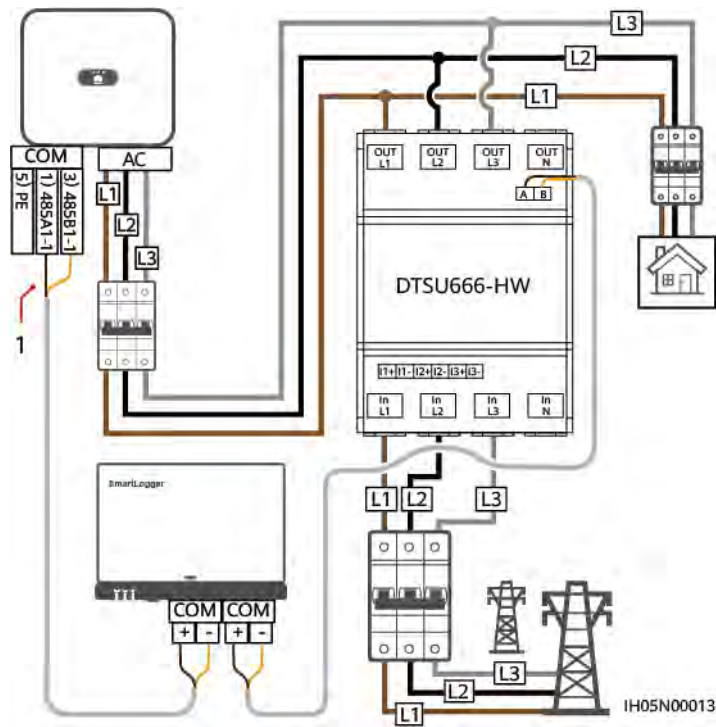 L3
L2
L1
COM
AC
5) PE
1) 485A1-1
3) 485B1-1
L1
L2
L3
1
OUT L1
OUT L2
OUT L3
OUT N
A B
DTSU666-HW
I1+ I1- I2+ I2- I3+ I3-
In L1
In L2
In L3
In N
SmartLogger
COM COM
+ - + -
L1
L2
L3
L3
L2
L1
IH05N00013